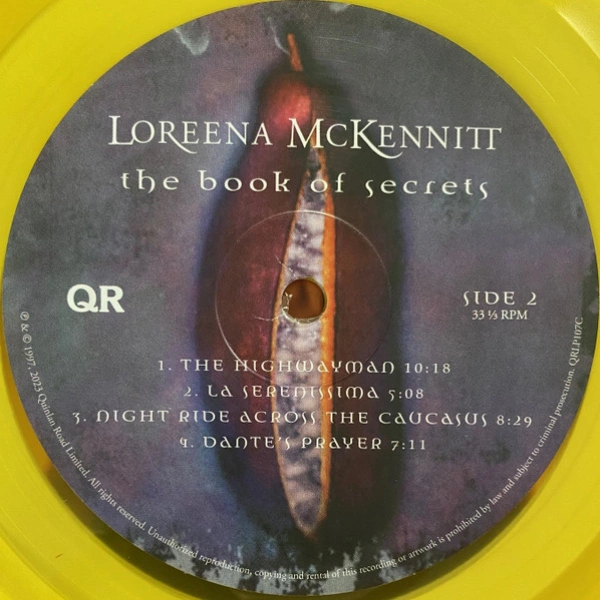 LOREENA McKENNITT
the book of secrets
QR
SIDE 2
33 ⅓ RPM
1. THE HIGHWAYMAN 10:18
2. LA SERENISSIMA 5:08
3. NIGHT RIDE ACROSS THE CAUCASUS 8:29
4. DANTE'S PRAYER 7:11
℗ & © 1997, 2023 Quinlan Road Limited. All rights reserved. Unauthorized reproduction, copying and rental of this recording or artwork is prohibited by law and subject to criminal prosecution. QRLP107C